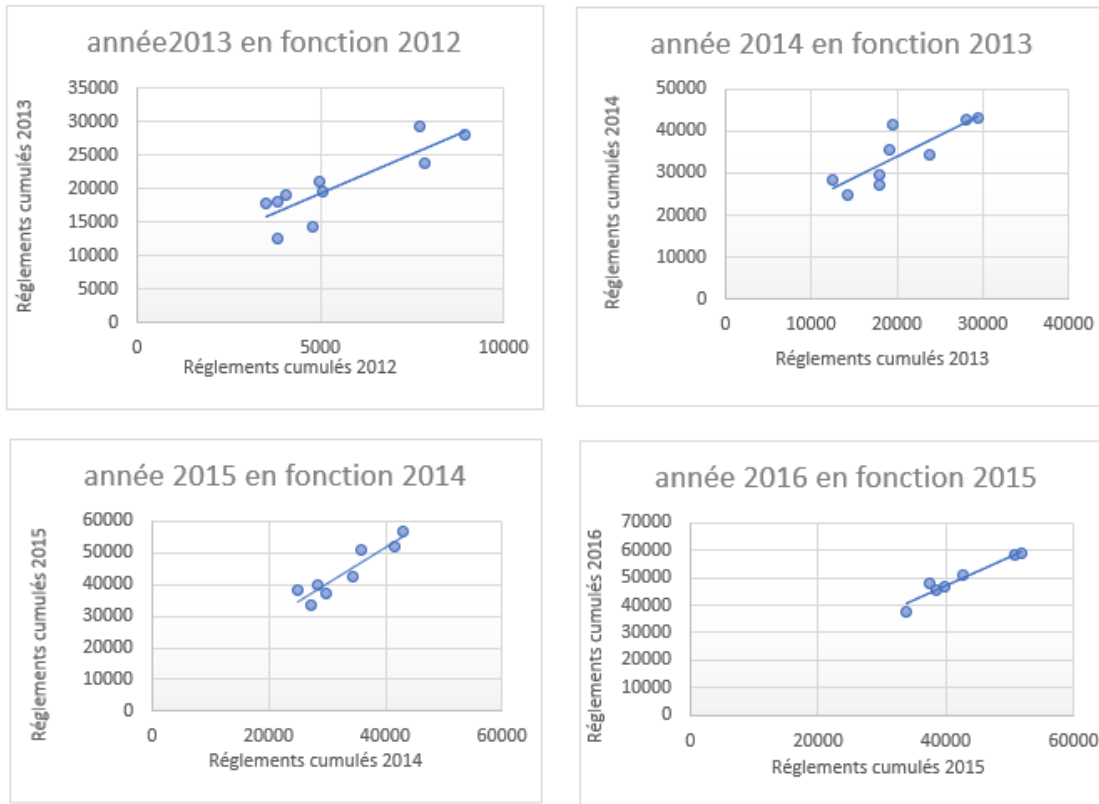 année2013 en fonction 2012
Réglements cumulés 2013
35000
30000
25000
20000
15000
10000
5000
0
0 5000 10000
Réglements cumulés 2012
année 2014 en fonction 2013
Réglements cumulés 2014
50000
40000
30000
20000
10000
0
0 10000 20000 30000 40000
Réglements cumulés 2013
année 2015 en fonction 2014
Réglements cumulés 2015
60000
50000
40000
30000
20000
10000
0
0 20000 40000 60000
Réglements cumulés 2014
année 2016 en fonction 2015
Réglements cumulés 2016
70000
60000
50000
40000
30000
20000
10000
0
0 20000 40000 60000
Réglements cumulés 2015